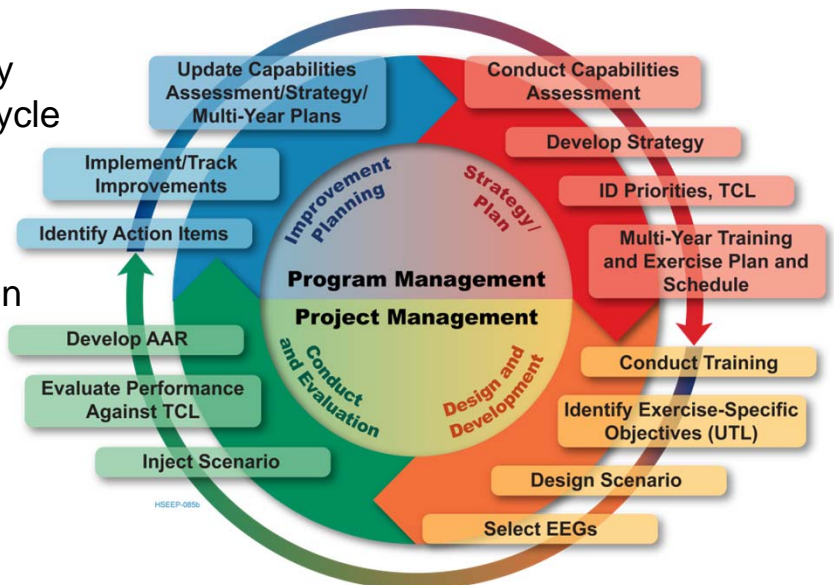 y
ycle
n
Update Capabilities
Assessment/Strategy/
Multi-Year Plans
Implement/Track
Improvements
Identify Action Items
Conduct Capabilities
Assessment
Develop Strategy
ID Priorities, TCL
Multi-Year Training
and Exercise Plan and
Schedule
Improvement
Planning
Strategy/
Plan
Program Management
Project Management
Conduct
and Evaluation
Design and
Development
Conduct Training
Identify Exercise-Specific
Objectives (UTL)
Design Scenario
Select EEGs
Develop AAR
Evaluate Performance
Against TCL
Inject Scenario
HSEEP-085b